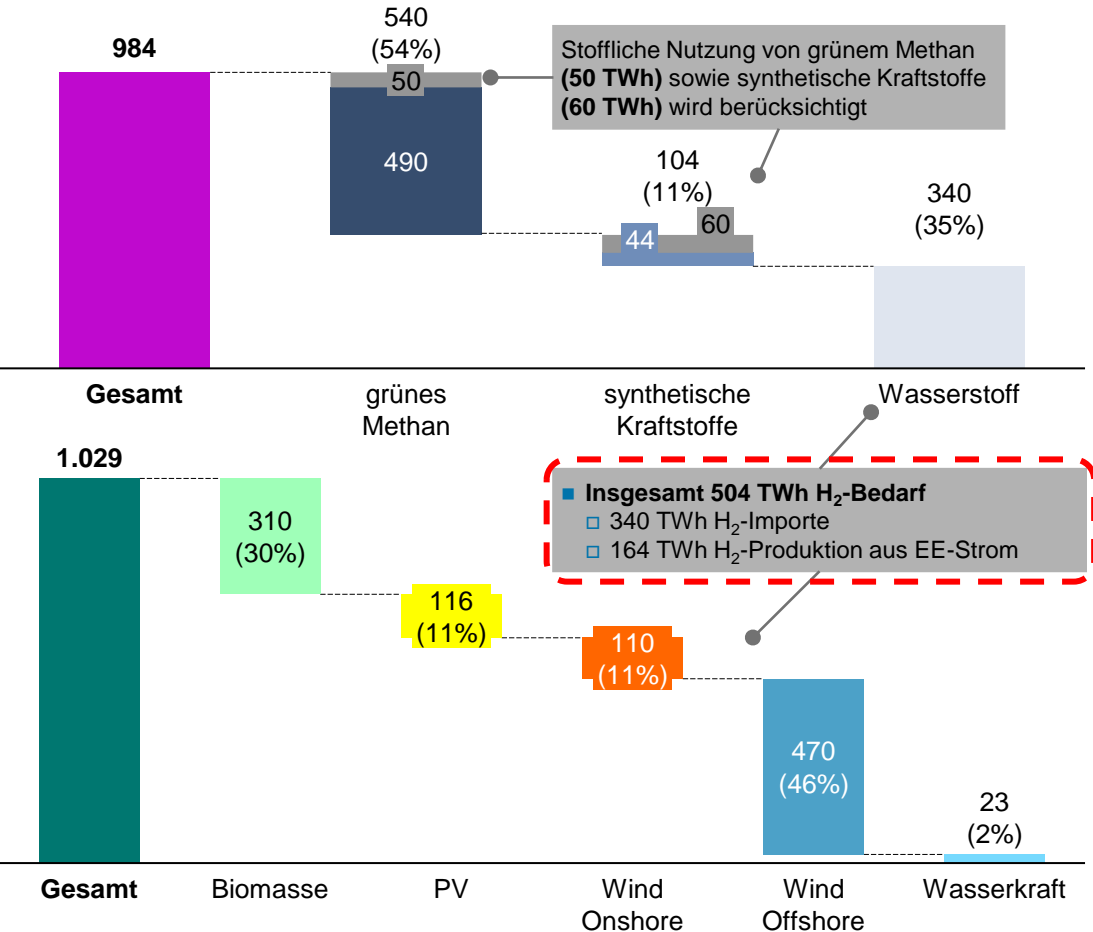 984
540
(54%)
50
490
Stoffliche Nutzung von grünem Methan
(50 TWh) sowie synthetische Kraftstoffe
(60 TWh) wird berücksichtigt
104
(11%)
44
60
340
(35%)
Gesamt
grünes
Methan
synthetische
Kraftstoffe
Wasserstoff
1.029
310
(30%)
116
(11%)
110
(11%)
Insgesamt 504 TWh H₂-Bedarf
340 TWh H₂-Importe
164 TWh H₂-Produktion aus EE-Strom
470
(46%)
23
(2%)
Gesamt
Biomasse
PV
Wind
Onshore
Wind
Offshore
Wasserkraft